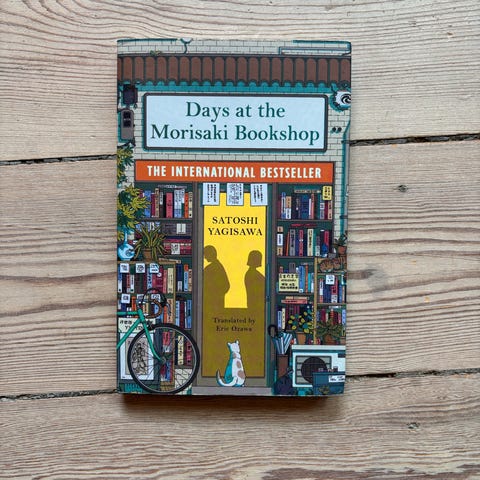 Days at the
Morisaki Bookshop
THE INTERNATIONAL BESTSELLER
SATOSHI
YAGISAWA
Translated by
Eric Ozawa